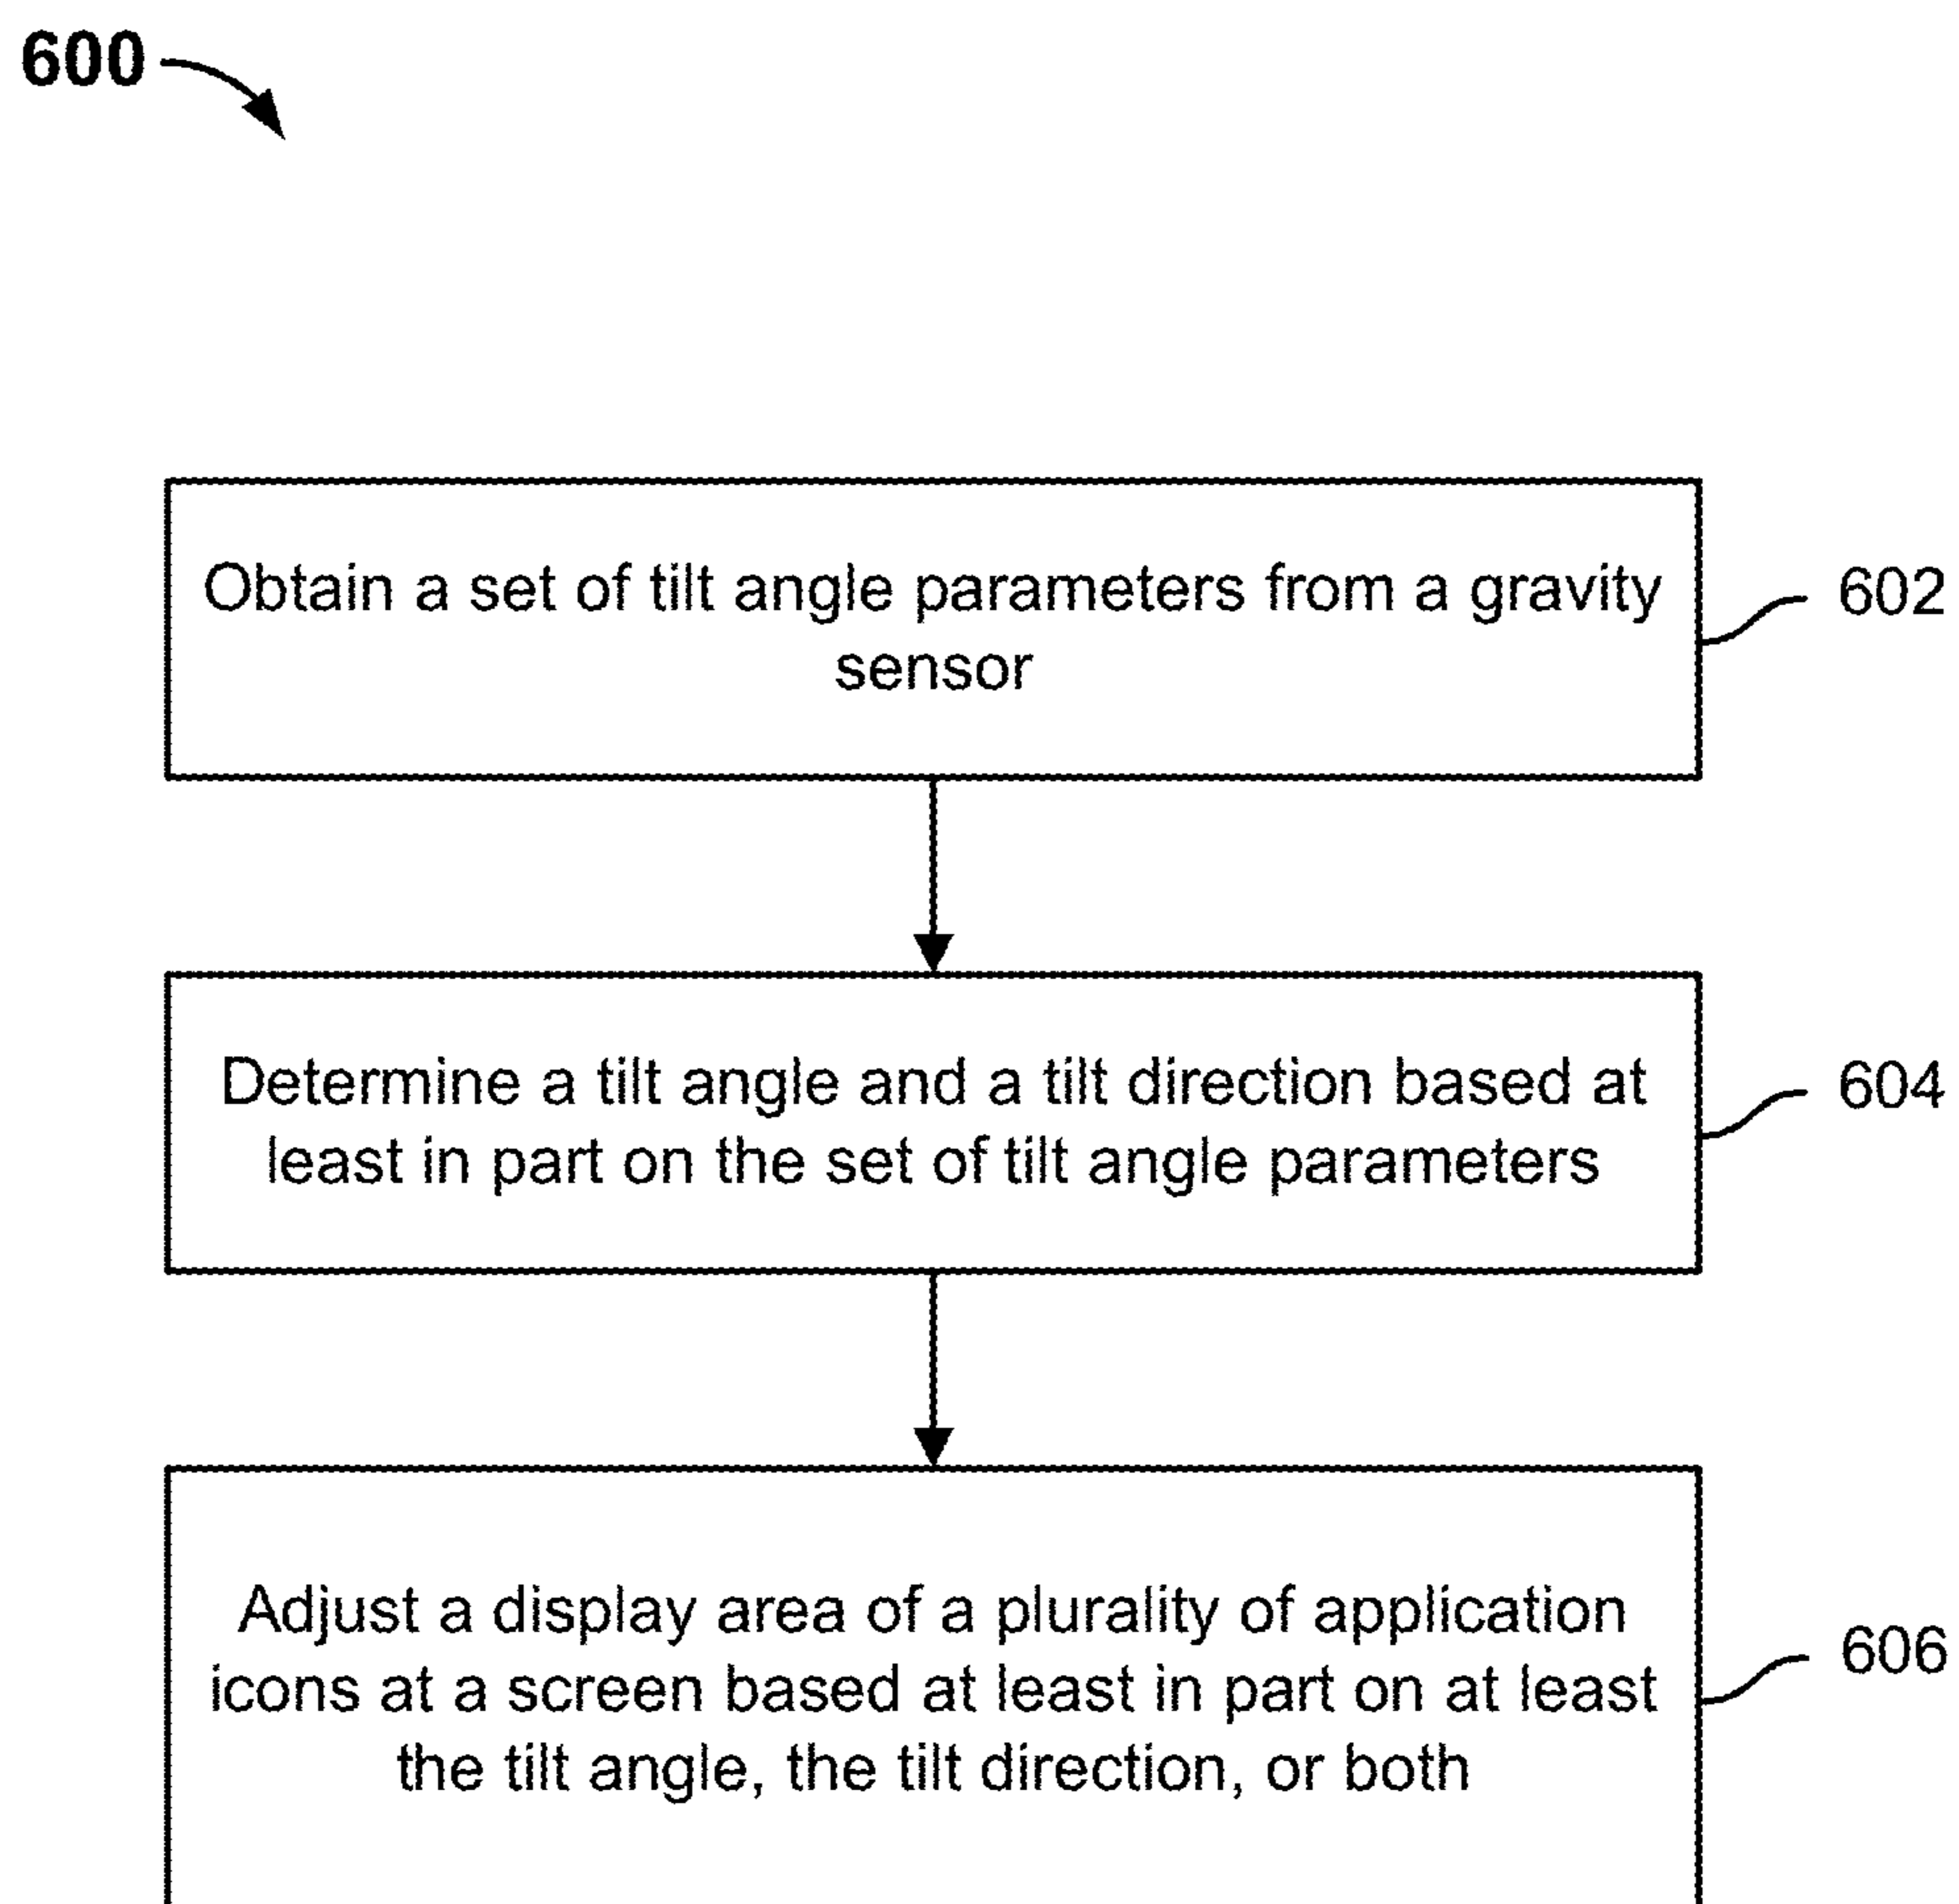 600
Obtain a set of tilt angle parameters from a gravity
sensor
602
Determine a tilt angle and a tilt direction based at
least in part on the set of tilt angle parameters
604
Adjust a display area of a plurality of application
icons at a screen based at least in part on at least
the tilt angle, the tilt direction, or both
606